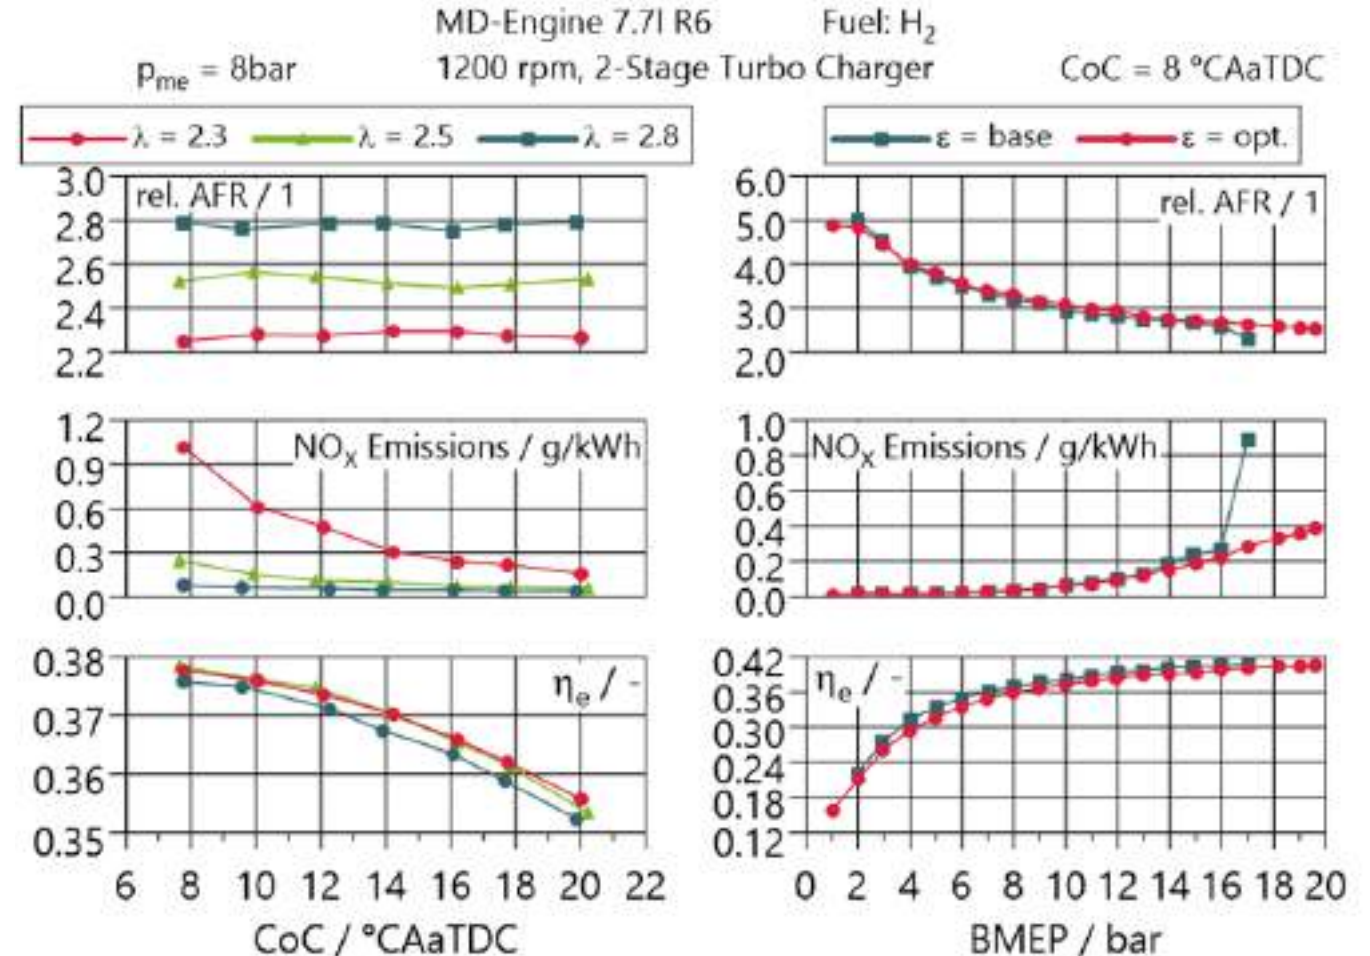 MD-Engine 7.7l R6 Fuel: H₂
pₘₑ = 8bar 1200 rpm, 2-Stage Turbo Charger CoC = 8 °CAaTDC
λ = 2.3 λ = 2.5 λ = 2.8
ε = base ε = opt.
3.0
2.8
2.6
2.4
2.2
rel. AFR / 1
6.0
5.0
4.0
3.0
2.0
rel. AFR / 1
1.2
0.9
0.6
0.3
0.0
NOₓ Emissions / g/kWh
1.0
0.8
0.6
0.4
0.2
0.0
NOₓ Emissions / g/kWh
0.38
0.37
0.36
0.35
ηₑ / -
0.42
0.36
0.30
0.24
0.18
0.12
ηₑ / -
6 8 10 12 14 16 18 20 22
CoC / °CAaTDC
0 2 4 6 8 10 12 14 16 18 20
BMEP / bar